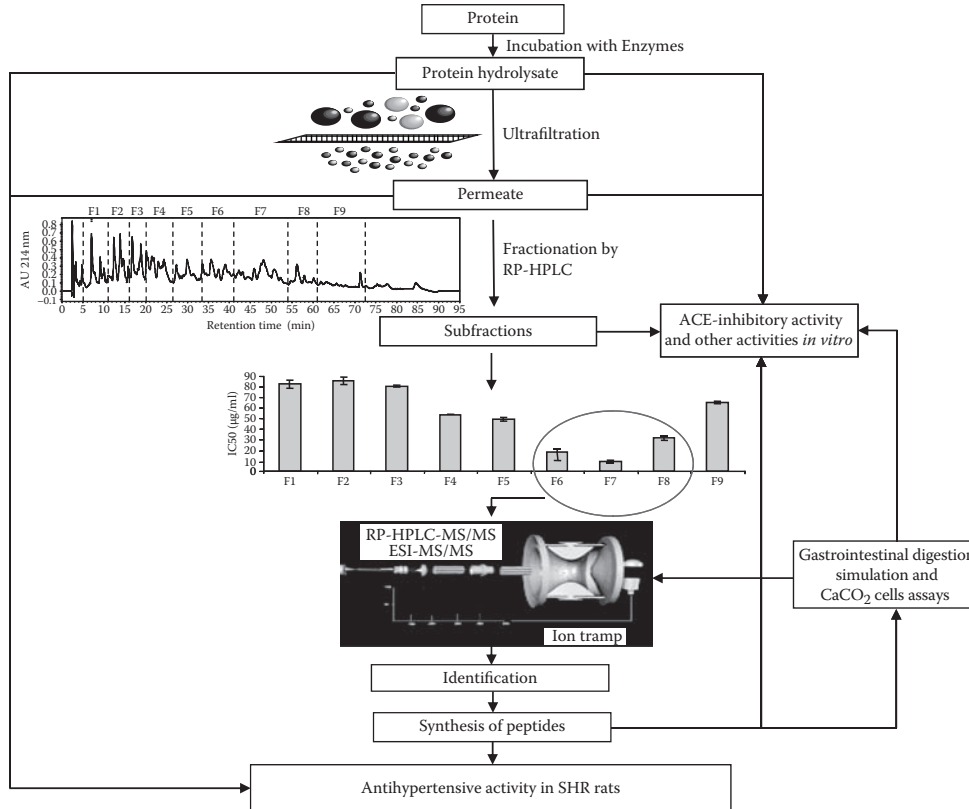 Protein
Incubation with Enzymes
Protein hydrolysate
Ultrafiltration
Permeate
F1 F2 F3 F4 F5 F6 F7 F8 F9
AU 214 nm
0.8
0.7
0.6
0.5
0.4
0.3
0.2
0.1
0.0
−0.1
0 5 10 15 20 25 30 35 40 45 50 55 60 65 70 75 80 85 90 95
Retention time (min)
Fractionation by
RP-HPLC
Subfractions
ACE-inhibitory activity
and other activities in vitro
IC50 (μg/ml)
90
80
70
60
50
40
30
20
10
0
F1 F2 F3 F4 F5 F6 F7 F8 F9
RP-HPLC-MS/MS
ESI-MS/MS
Ion tramp
Gastrointestinal digestion
simulation and
CaCO2 cells assays
Identification
Synthesis of peptides
Antihypertensive activity in SHR rats